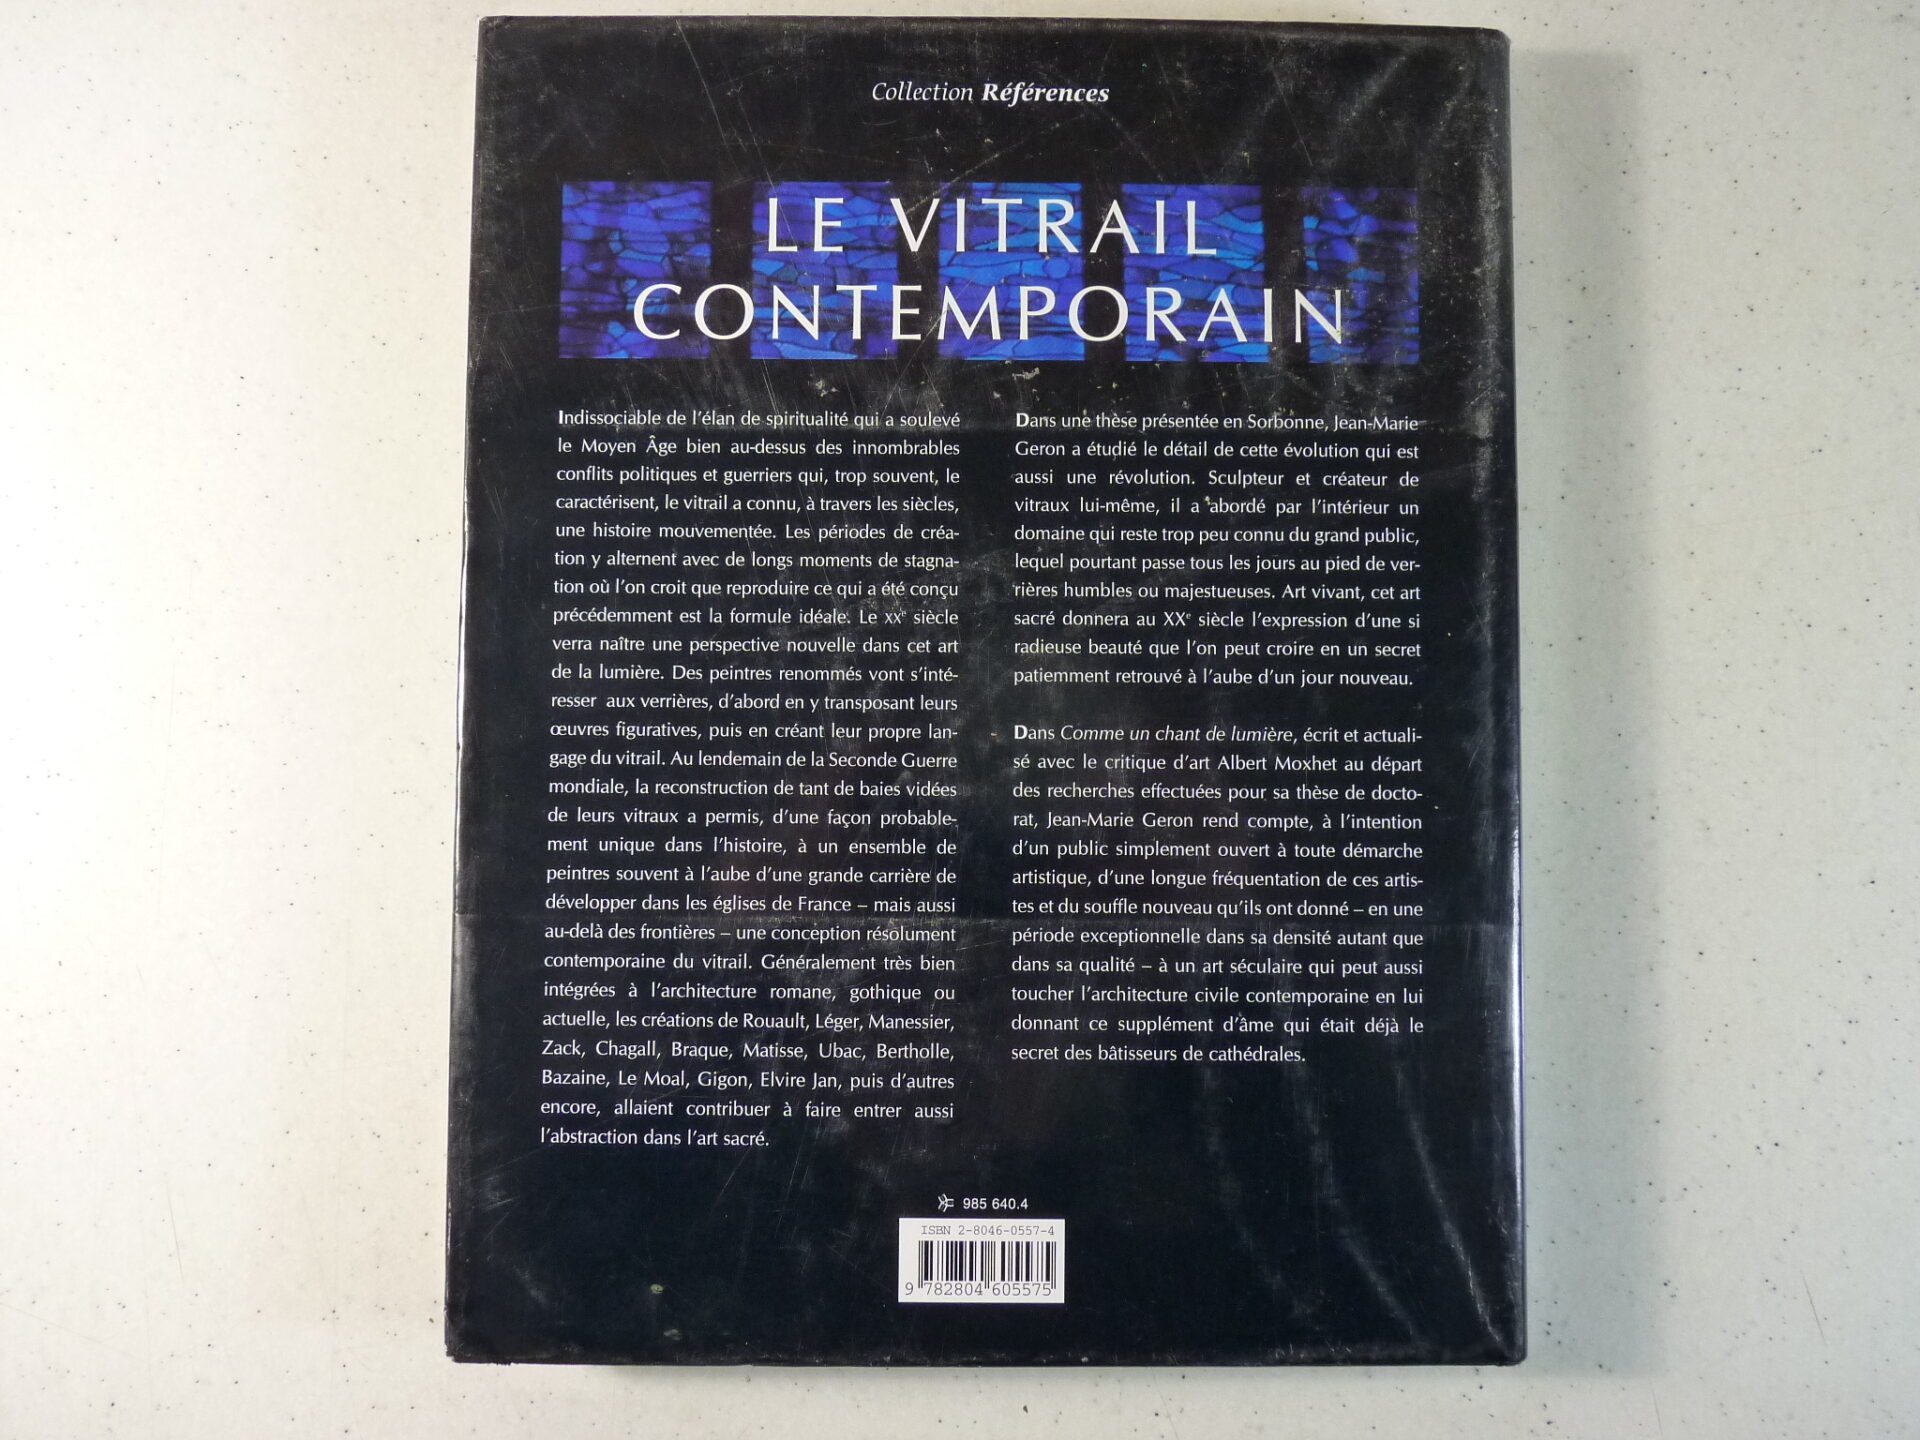 Collection Références
LE VITRAIL
CONTEMPORAIN
Indissociable de l'élan de spiritualité qui a soulevé
le Moyen Âge bien au-dessus des innombrables
conflits politiques et guerriers qui, trop souvent, le
caractérisent, le vitrail a connu, à travers les siècles,
une histoire mouvementée. Les périodes de créa-
tion y alternent avec de longs moments de stagna-
tion où l'on croit que reproduire ce qui a été conçu
précédemment est la formule idéale. Le XXe siècle
verra naître une perspective nouvelle dans cet art
de la lumière. Des peintres renommés vont s'inté-
resser aux verrières, d'abord en y transposant leurs
œuvres figuratives, puis en créant leur propre lan-
gage du vitrail. Au lendemain de la Seconde Guerre
mondiale, la reconstruction de tant de baies vidées
de leurs vitraux a permis, d'une façon probable-
ment unique dans l'histoire, à un ensemble de
peintres souvent à l'aube d'une grande carrière de
développer dans les églises de France – mais aussi
au-delà des frontières – une conception résolument
contemporaine du vitrail. Généralement très bien
intégrées à l'architecture romane, gothique ou
actuelle, les créations de Rouault, Léger, Manessier,
Zack, Chagall, Braque, Matisse, Ubac, Bertholle,
Bazaine, Le Moal, Gigon, Elvire Jan, puis d'autres
encore, allaient contribuer à faire entrer aussi
l'abstraction dans l'art sacré.
Dans une thèse présentée en Sorbonne, Jean-Marie
Geron a étudié le détail de cette évolution qui est
aussi une révolution. Sculpteur et créateur de
vitraux lui-même, il a abordé par l'intérieur un
domaine qui reste trop peu connu du grand public,
lequel pourtant passe tous les jours au pied de ver-
rières humbles ou majestueuses. Art vivant, cet art
sacré donnera au XXe siècle l'expression d'une si
radieuse beauté que l'on peut croire en un secret
patiemment retrouvé à l'aube d'un jour nouveau.
Dans Comme un chant de lumière, écrit et actuali-
sé avec le critique d'art Albert Moxhet au départ
des recherches effectuées pour sa thèse de docto-
rat, Jean-Marie Geron rend compte, à l'intention
d'un public simplement ouvert à toute démarche
artistique, d'une longue fréquentation de ces artis-
tes et du souffle nouveau qu'ils ont donné – en une
période exceptionnelle dans sa densité autant que
dans sa qualité – à un art séculaire qui peut aussi
toucher l'architecture civile contemporaine en lui
donnant ce supplément d'âme qui était déjà le
secret des bâtisseurs de cathédrales.
985 640.4
ISBN 2-8046-0557-4
9 782804 605575